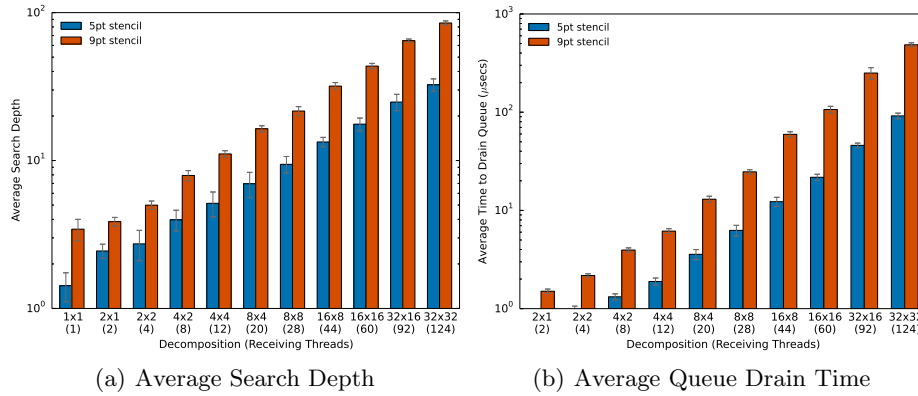 10²
5pt stencil
9pt stencil
Average Search Depth
10¹
10⁰
1x1 2x1 2x2 4x2 4x4 8x4 8x8 16x8 16x16 32x16 32x32
(1) (2) (4) (8) (12) (20) (28) (44) (60) (92) (124)
Decomposition (Receiving Threads)
(a) Average Search Depth
10³
5pt stencil
9pt stencil
Average Time to Drain Queue (μsecs)
10²
10¹
10⁰
2x1 2x2 4x2 4x4 8x4 8x8 16x8 16x16 32x16 32x32
(2) (4) (8) (12) (20) (28) (44) (60) (92) (124)
Decomposition (Receiving Threads)
(b) Average Queue Drain Time